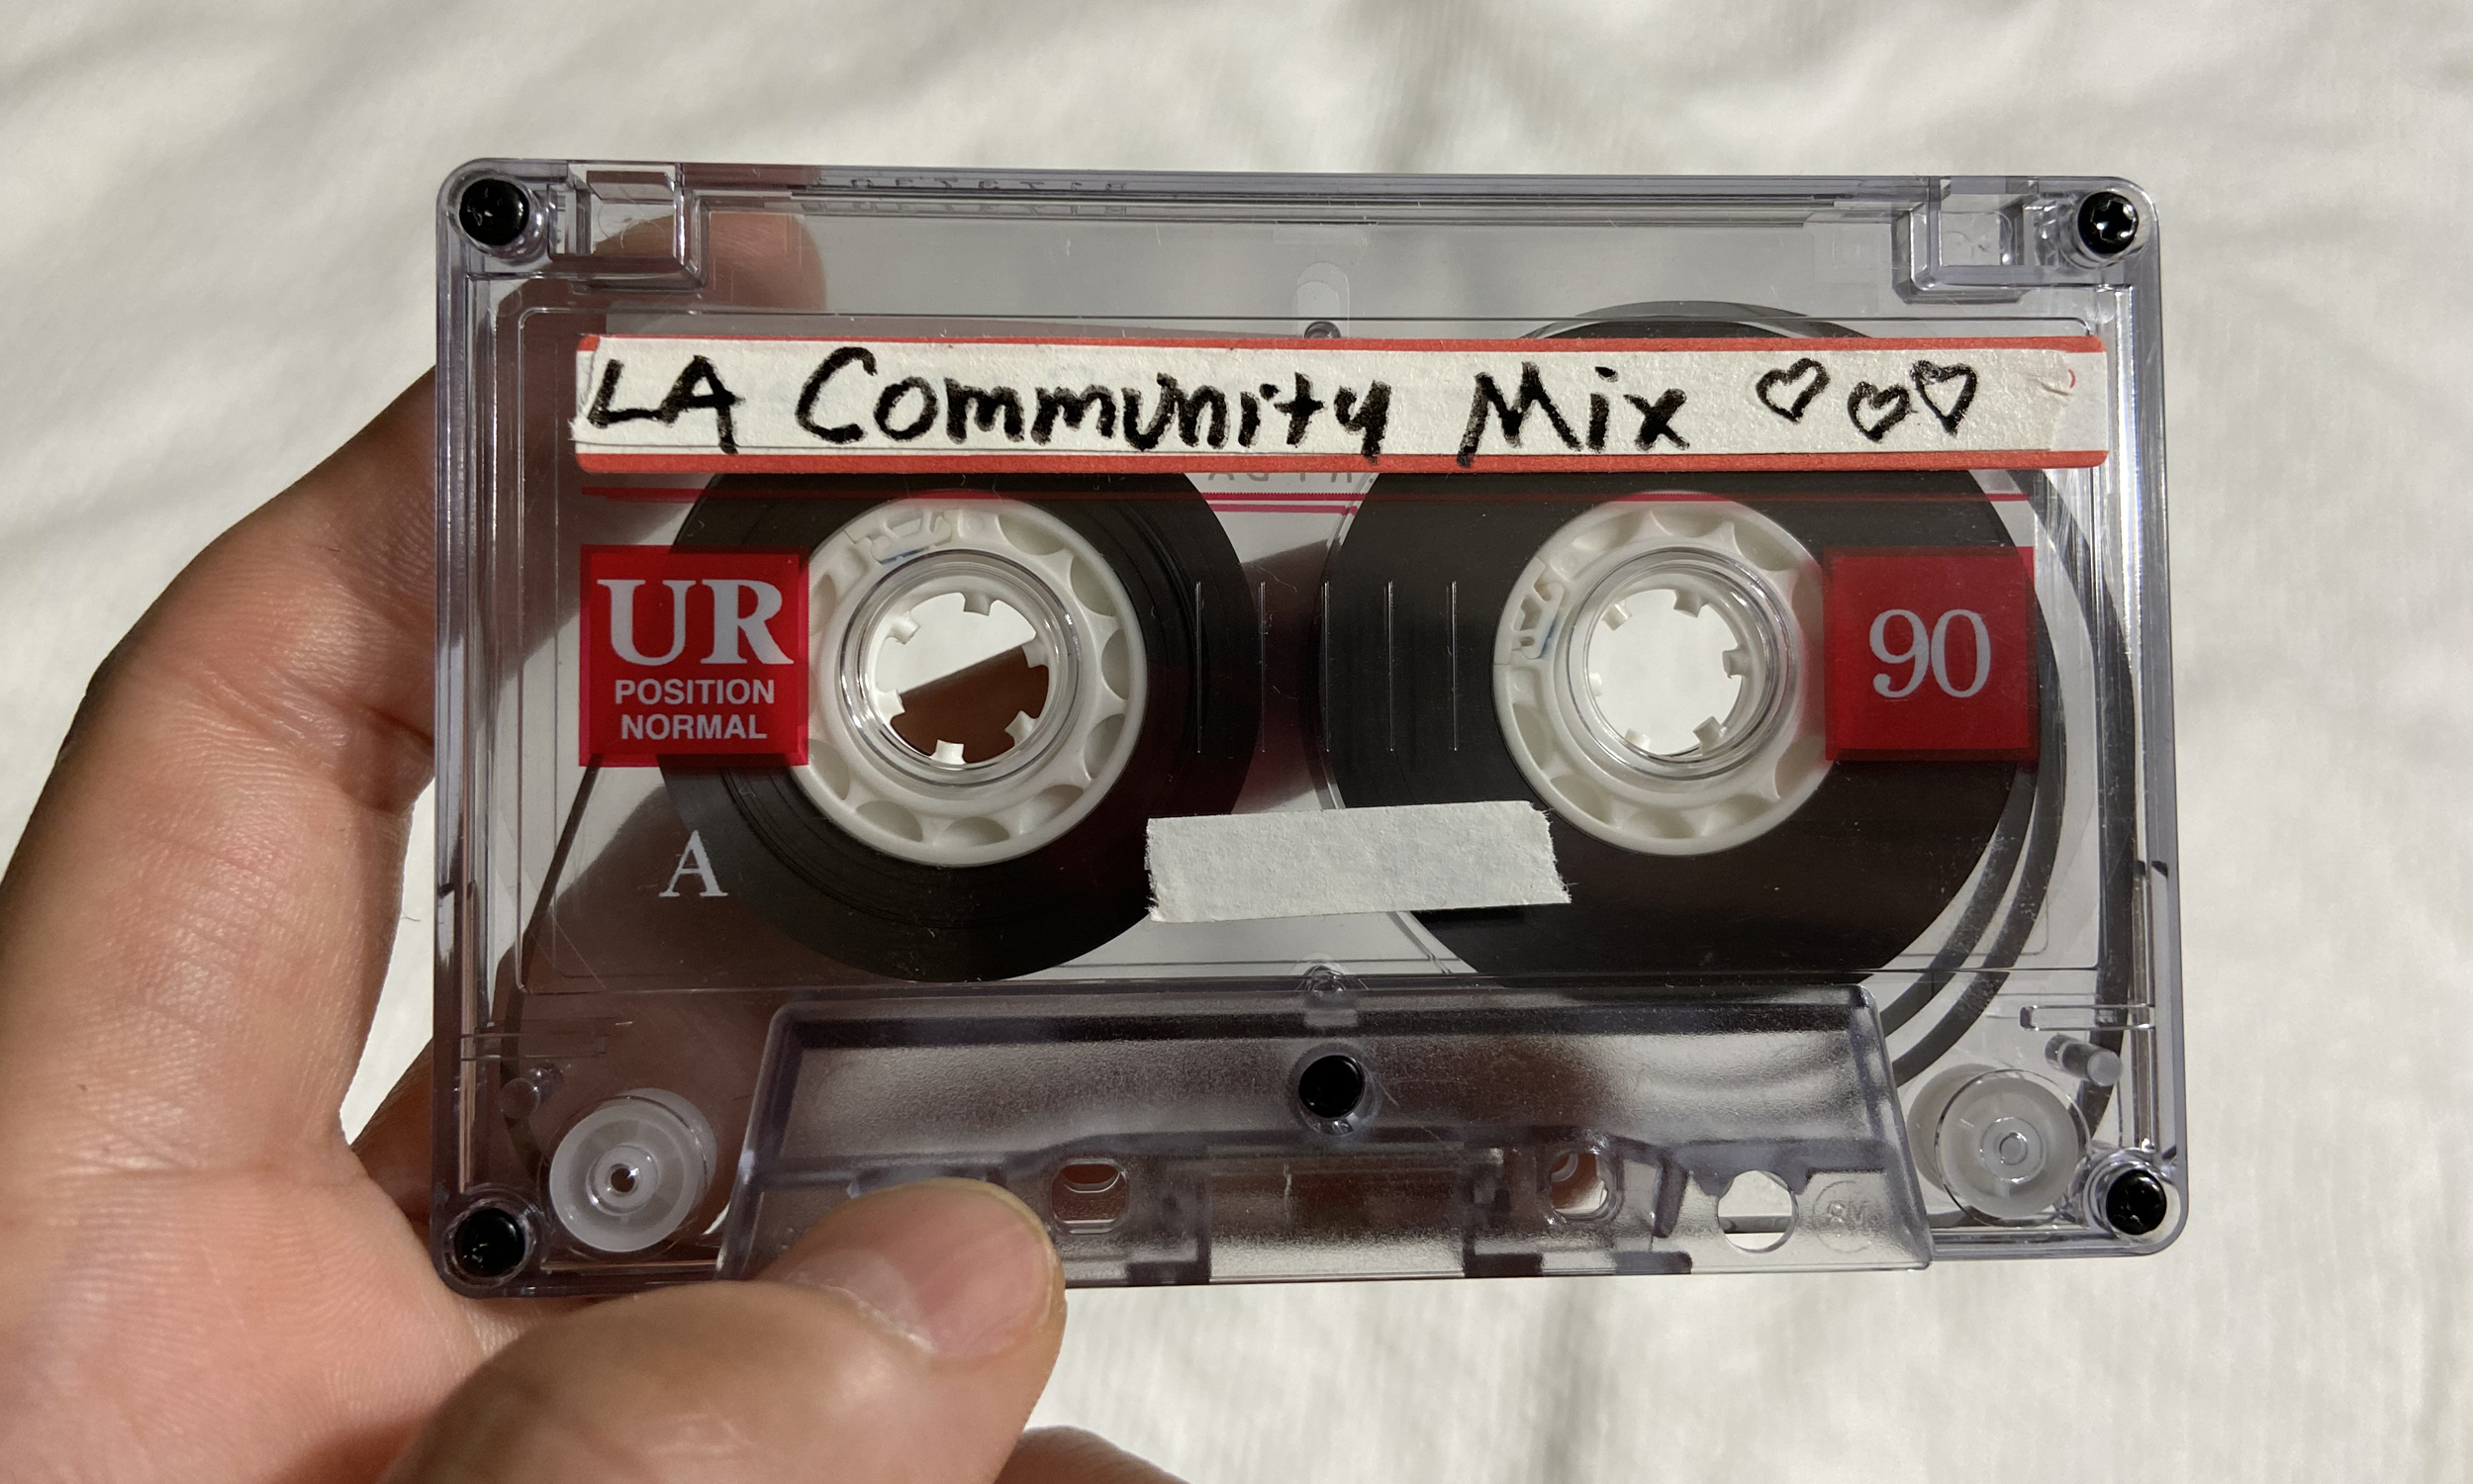 LA Community Mix ♡♡♡
UR
POSITION
NORMAL
90
A